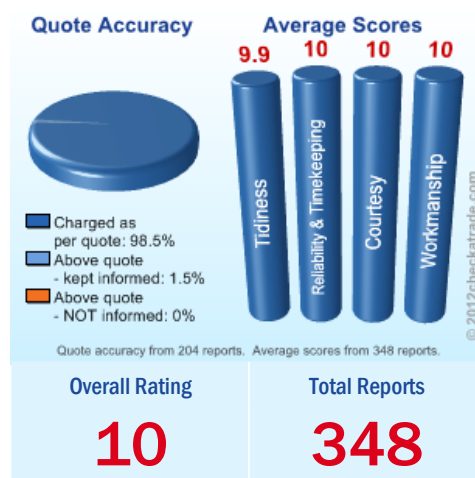 Quote Accuracy
Average Scores
9.9
10
10
10
Tidiness
Reliability & Timekeeping
Courtesy
Workmanship
Charged as
per quote: 98.5%
Above quote
- kept informed: 1.5%
Above quote
- NOT informed: 0%
© 2012checkatrade.com
Quote accuracy from 204 reports. Average scores from 348 reports.
Overall Rating
Total Reports
10
348